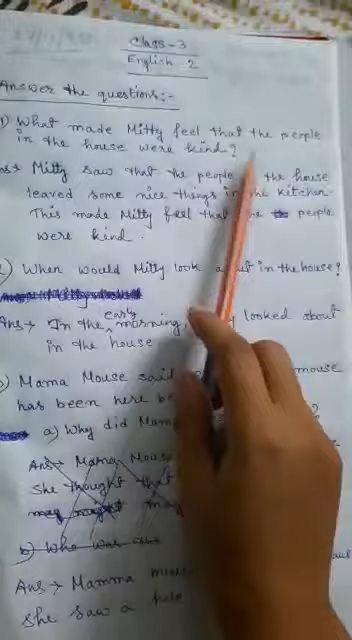 Class-3
English-2
Answer the questions:-
1) What made Mitty feel that the people
in the house were kind?
Mitty saw that the people the house
leaved some nice things in the kitchen
This made Mitty feel that people
were kind.
When would Mitty look in the house?
Ans → In the early morning, looked about
in the house
Mama Mouse said mouse
has been here
a) Why did
Ans → Mama Mouse
She thought that
may
b) Who was the
Ans → Mamma
she saw a